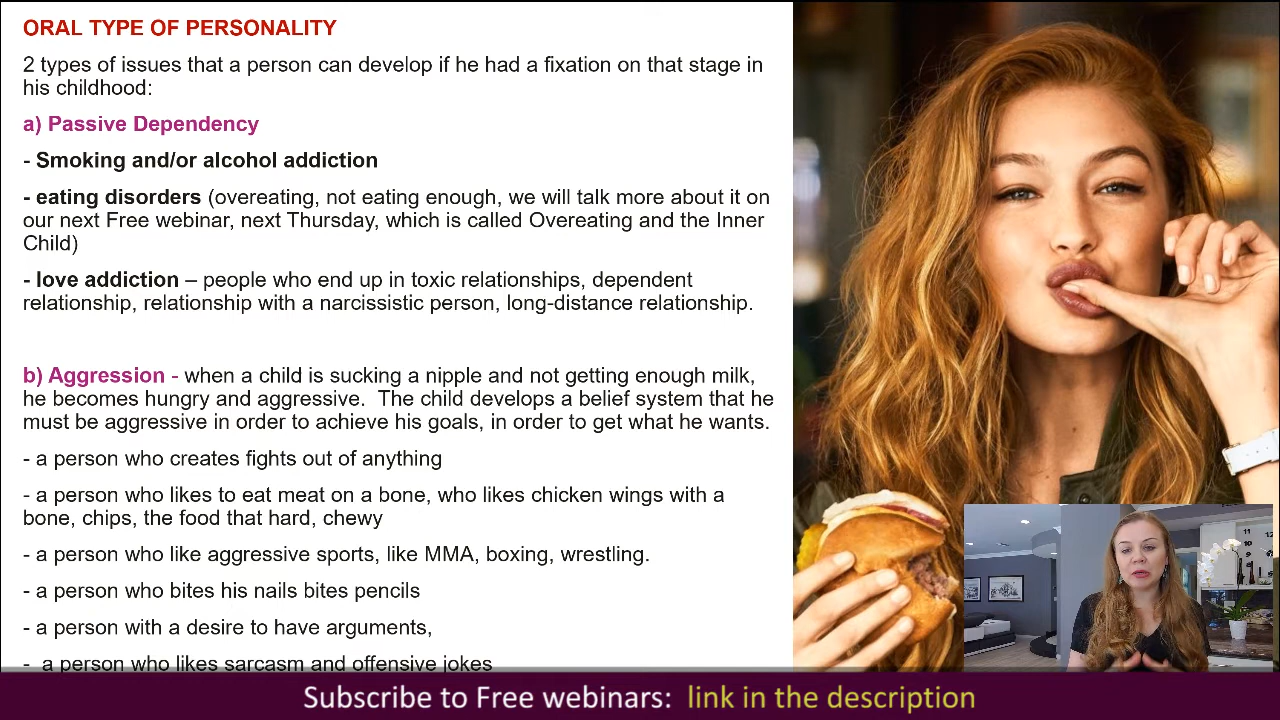 ORAL TYPE OF PERSONALITY
2 types of issues that a person can develop if he had a fixation on that stage in
his childhood:
a) Passive Dependency
- Smoking and/or alcohol addiction
- eating disorders (overeating, not eating enough, we will talk more about it on
our next Free webinar, next Thursday, which is called Overeating and the Inner
Child)
- love addiction – people who end up in toxic relationships, dependent
relationship, relationship with a narcissistic person, long-distance relationship.
b) Aggression - when a child is sucking a nipple and not getting enough milk,
he becomes hungry and aggressive.  The child develops a belief system that he
must be aggressive in order to achieve his goals, in order to get what he wants.
- a person who creates fights out of anything
- a person who likes to eat meat on a bone, who likes chicken wings with a
bone, chips, the food that hard, chewy
- a person who like aggressive sports, like MMA, boxing, wrestling.
- a person who bites his nails bites pencils
- a person with a desire to have arguments,
-  a person who likes sarcasm and offensive jokes
Subscribe to Free webinars:  link in the description